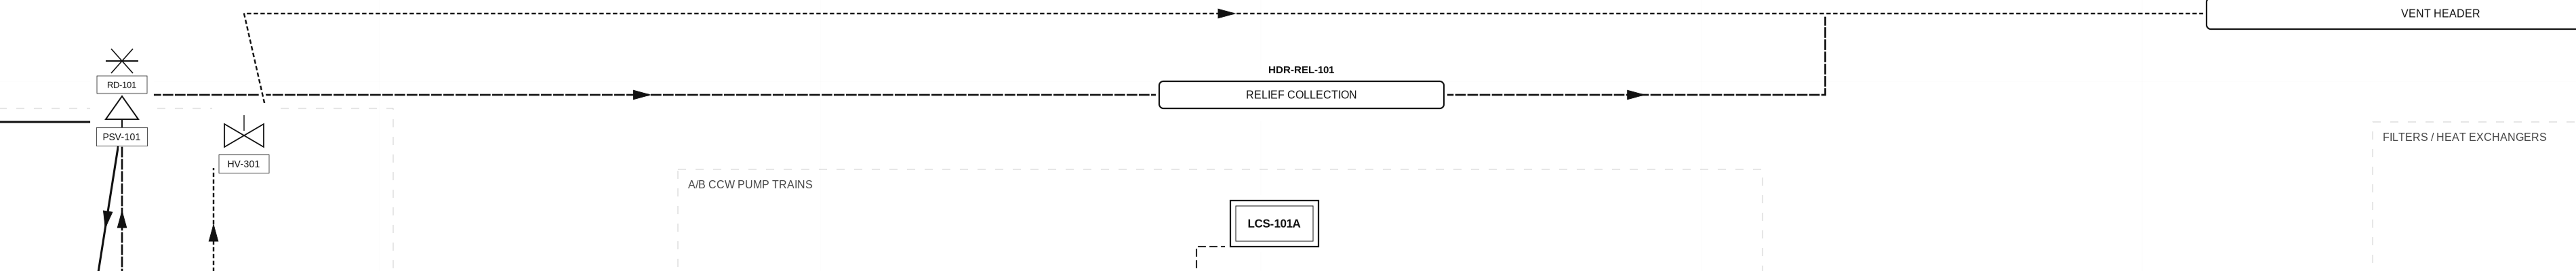 VENT HEADER
HDR-REL-101
RD-101
RELIEF COLLECTION
PSV-101
FILTERS / HEAT EXCHANGERS
HV-301
A/B CCW PUMP TRAINS
LCS-101A